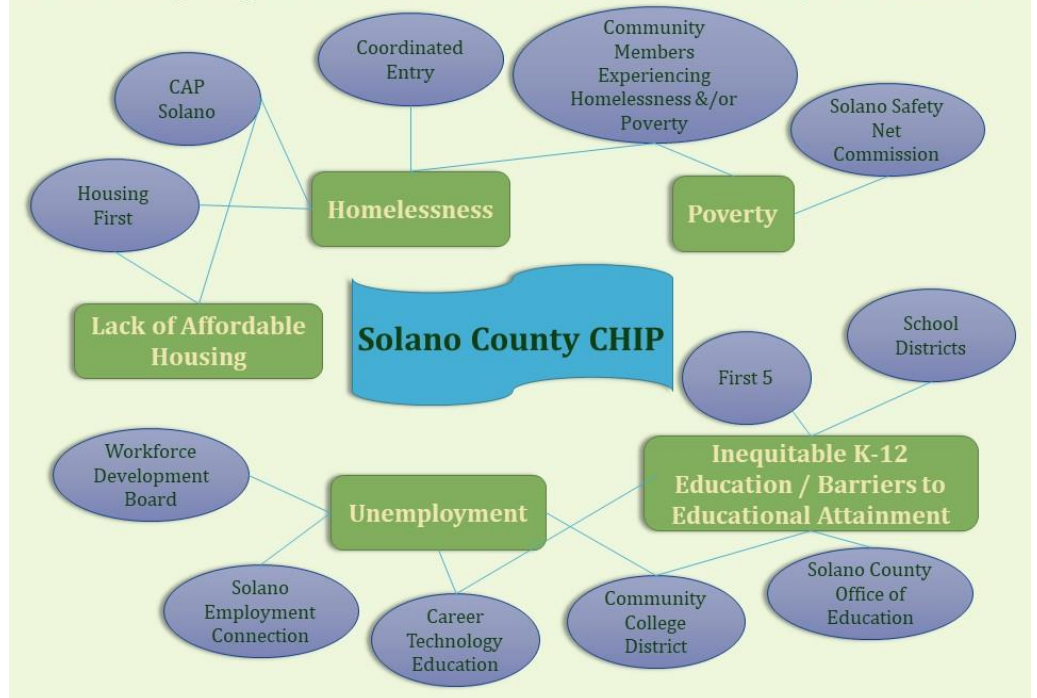 Coordinated
Entry
Community
Members
Experiencing
Homelessness &/or
Poverty
CAP
Solano
Solano Safety
Net
Commission
Housing
First
Homelessness
Poverty
Lack of Affordable
Housing
Solano County CHIP
School
Districts
First 5
Workforce
Development
Board
Unemployment
Inequitable K-12
Education / Barriers to
Educational Attainment
Solano
Employment
Connection
Career
Technology
Education
Community
College
District
Solano County
Office of
Education